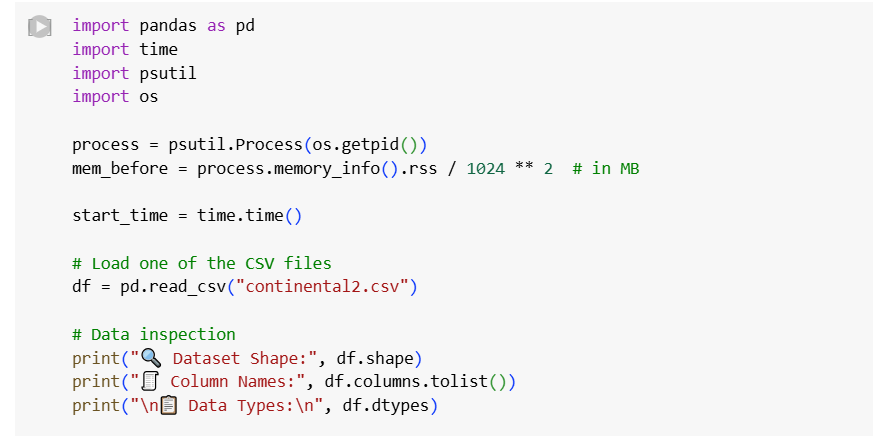 import pandas as pd
import time
import psutil
import os
process = psutil.Process(os.getpid())
mem_before = process.memory_info().rss / 1024 ** 2  # in MB
start_time = time.time()
# Load one of the CSV files
df = pd.read_csv("continental2.csv")
# Data inspection
print("🔍 Dataset Shape:", df.shape)
print("🧾 Column Names:", df.columns.tolist())
print("\n📋 Data Types:\n", df.dtypes)